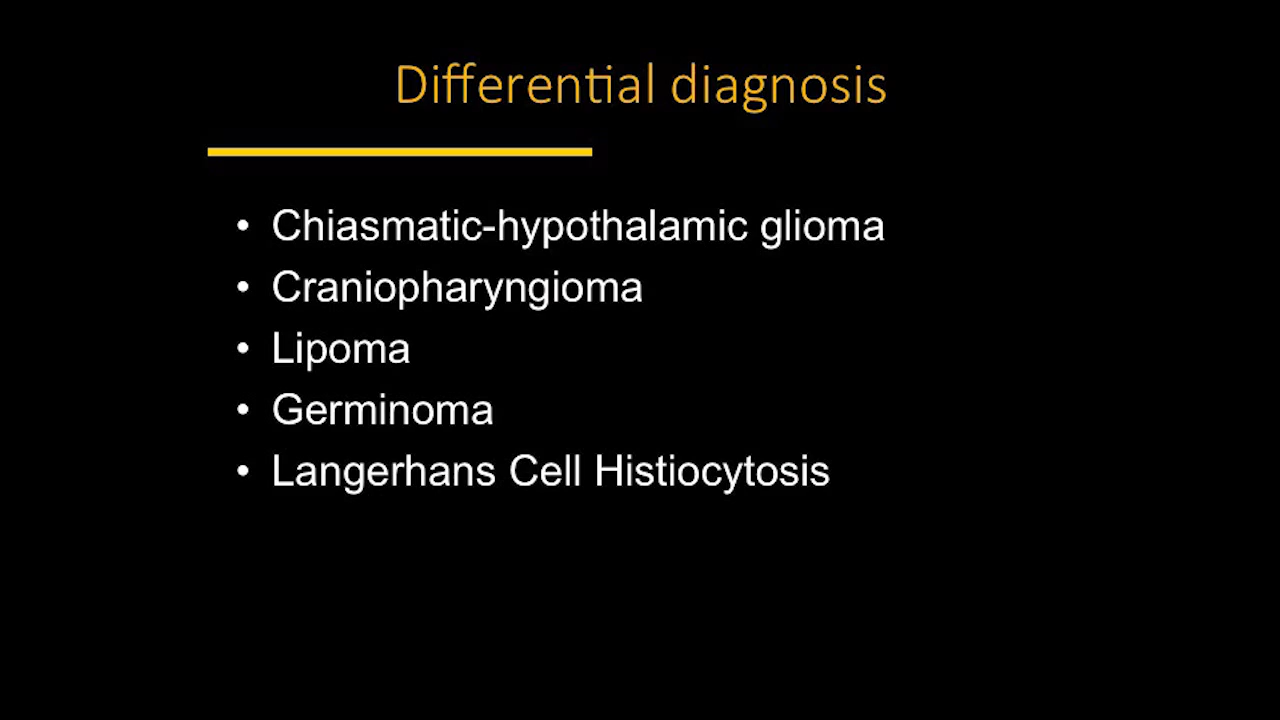 Differential diagnosis
• Chiasmatic-hypothalamic glioma
• Craniopharyngioma
• Lipoma
• Germinoma
• Langerhans Cell Histiocytosis